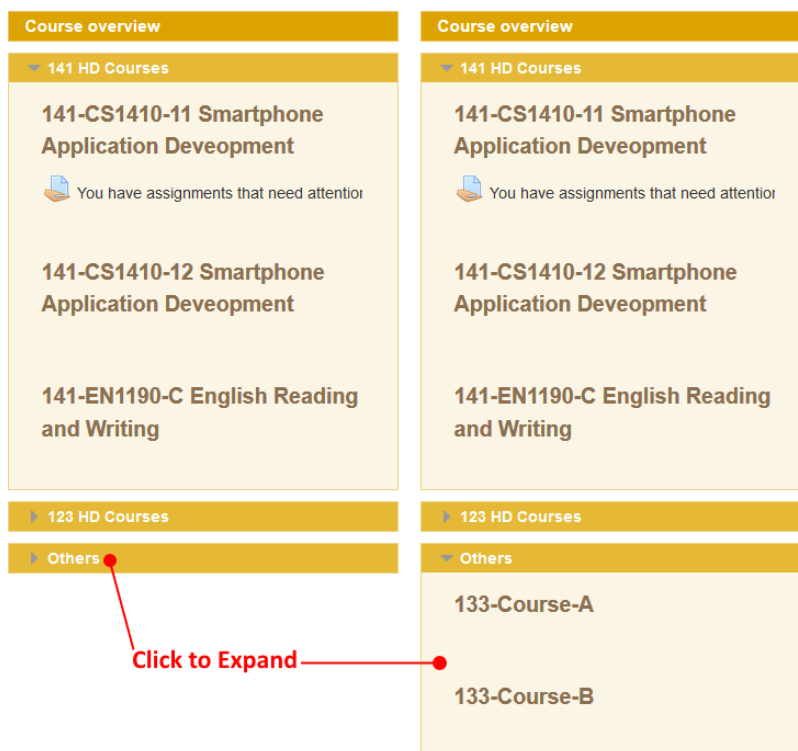 Course overview
141 HD Courses
141-CS1410-11 Smartphone
Application Deveopment
You have assignments that need attention
141-CS1410-12 Smartphone
Application Deveopment
141-EN1190-C English Reading
and Writing
123 HD Courses
Others
Click to Expand
Course overview
141 HD Courses
141-CS1410-11 Smartphone
Application Deveopment
You have assignments that need attention
141-CS1410-12 Smartphone
Application Deveopment
141-EN1190-C English Reading
and Writing
123 HD Courses
Others
133-Course-A
133-Course-B